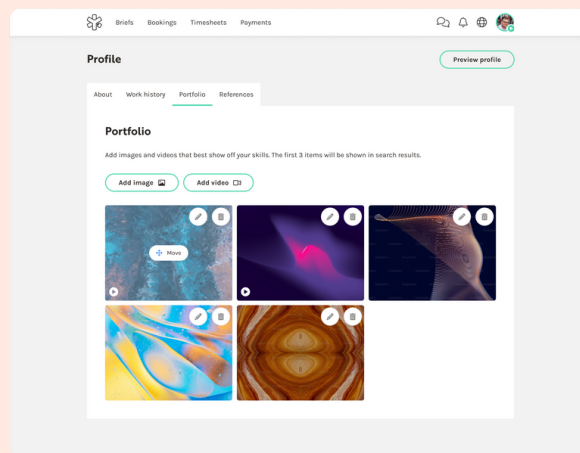 Briefs Bookings Timesheets Payments
Profile
Preview profile
About Work history Portfolio References
Portfolio
Add images and videos that best show off your skills. The first 3 items will be shown in search results.
Add image Add video
Move